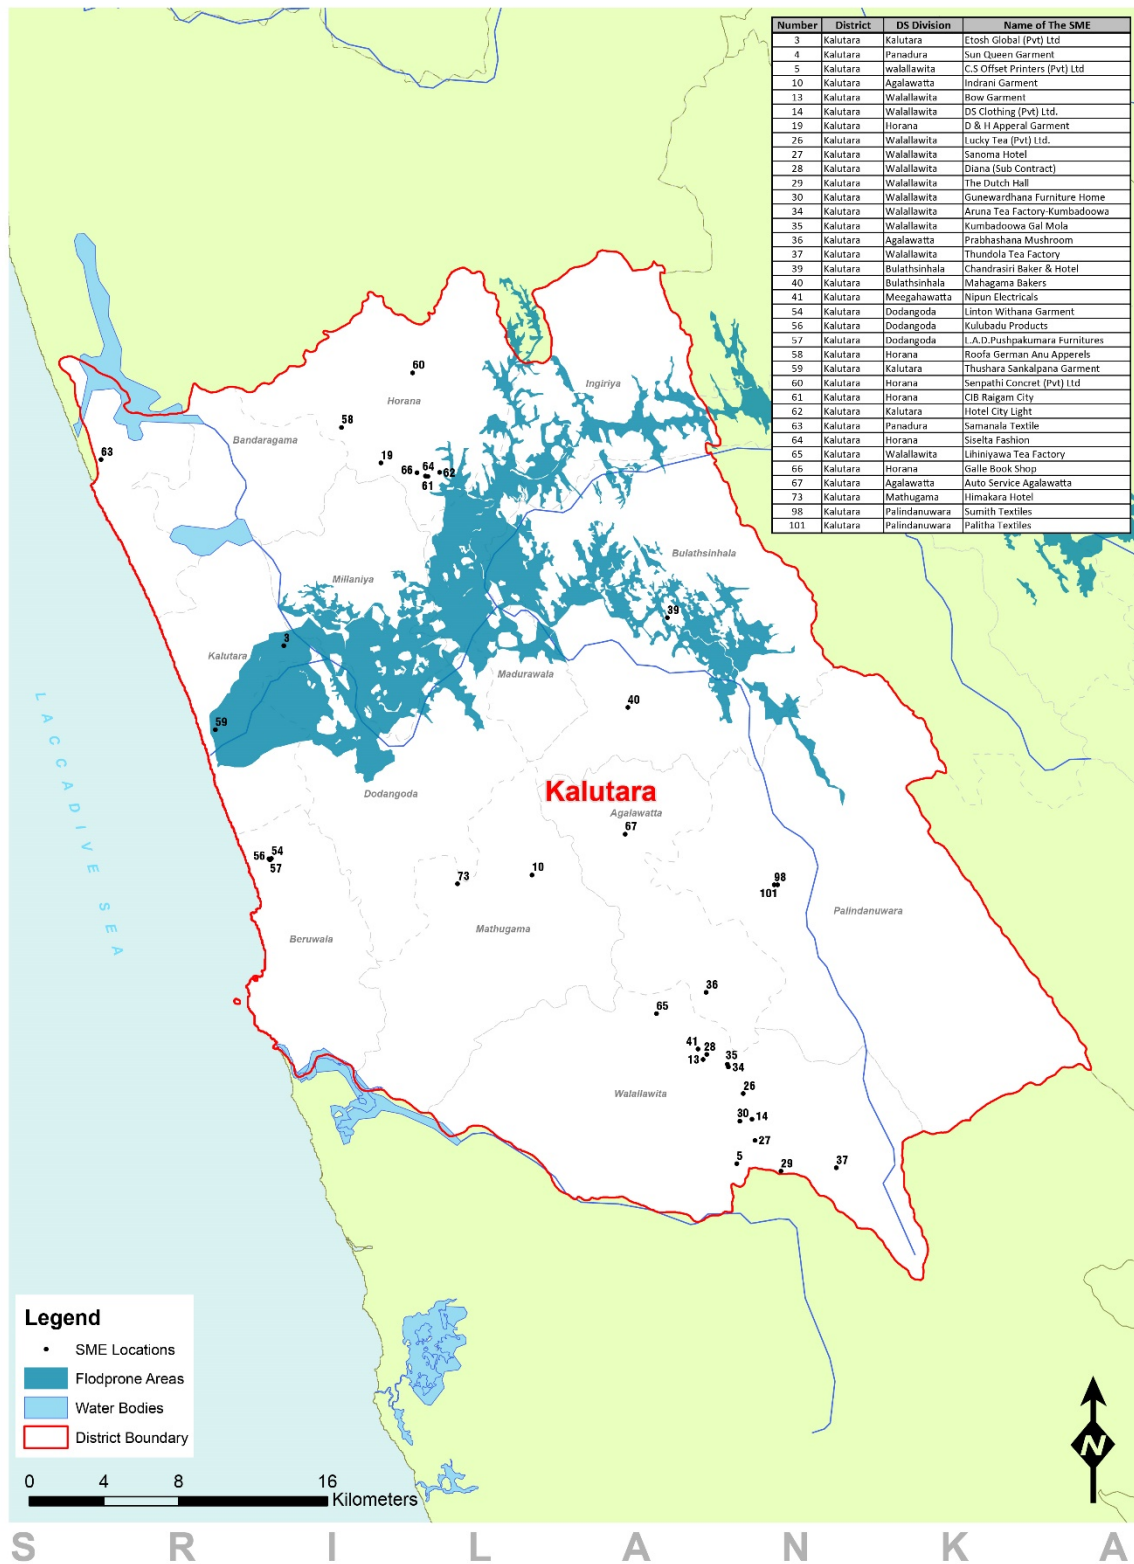 Number District DS Division Name of The SME
3 Kalutara Kalutara Etosh Global (Pvt) Ltd
4 Kalutara Panadura Sun Queen Garment
5 Kalutara walallawita C.S Offset Printers (Pvt) Ltd
10 Kalutara Agalawatta Indrani Garment
13 Kalutara Walallawita Bow Garment
14 Kalutara Walallawita DS Clothing (Pvt) Ltd.
19 Kalutara Horana D & H Apperal Garment
26 Kalutara Walallawita Lucky Tea (Pvt) Ltd.
27 Kalutara Walallawita Sanoma Hotel
28 Kalutara Walallawita Diana (Sub Contract)
29 Kalutara Walallawita The Dutch Hall
30 Kalutara Walallawita Gunewardhana Furniture Home
34 Kalutara Walallawita Aruna Tea Factory-Kumbadoowa
35 Kalutara Walallawita Kumbadoowa Gal Mola
36 Kalutara Agalawatta Prabhashana Mushroom
37 Kalutara Walallawita Thundola Tea Factory
39 Kalutara Bulathsinhala Chandrasiri Baker & Hotel
40 Kalutara Bulathsinhala Mahagama Bakers
41 Kalutara Meegahawatta Nipun Electricals
54 Kalutara Dodangoda Linton Withana Garment
56 Kalutara Dodangoda Kulubadu Products
57 Kalutara Dodangoda L.A.D.Pushpakumara Furnitures
58 Kalutara Horana Roofa German Anu Apperels
59 Kalutara Kalutara Thushara Sankalpana Garment
60 Kalutara Horana Senpathi Concret (Pvt) Ltd
61 Kalutara Horana CIB Raigam City
62 Kalutara Kalutara Hotel City Light
63 Kalutara Panadura Samanala Textile
64 Kalutara Horana Siselta Fashion
65 Kalutara Walallawita Lihiniyawa Tea Factory
66 Kalutara Horana Galle Book Shop
67 Kalutara Agalawatta Auto Service Agalawatta
73 Kalutara Mathugama Himakara Hotel
98 Kalutara Palindanuwara Sumith Textiles
101 Kalutara Palindanuwara Palitha Textiles
60
Ingiriya
Horana
58
Bandaragama
63
19
66 64 62
61
Bulathsinhala
Millaniya
39
3
Kalutara
Madurawala
40
59
Kalutara
Dodangoda
Agalawatta
67
56 54
57
73
10
98
101
Palindanuwara
Mathugama
Beruwala
36
65
41 28
13
35
34
Walallawita
26
30 14
27
5
29
37
LACCADIVE SEA
Legend
SME Locations
Flodprone Areas
Water Bodies
District Boundary
0 4 8 16
Kilometers
N
SRI LANKA